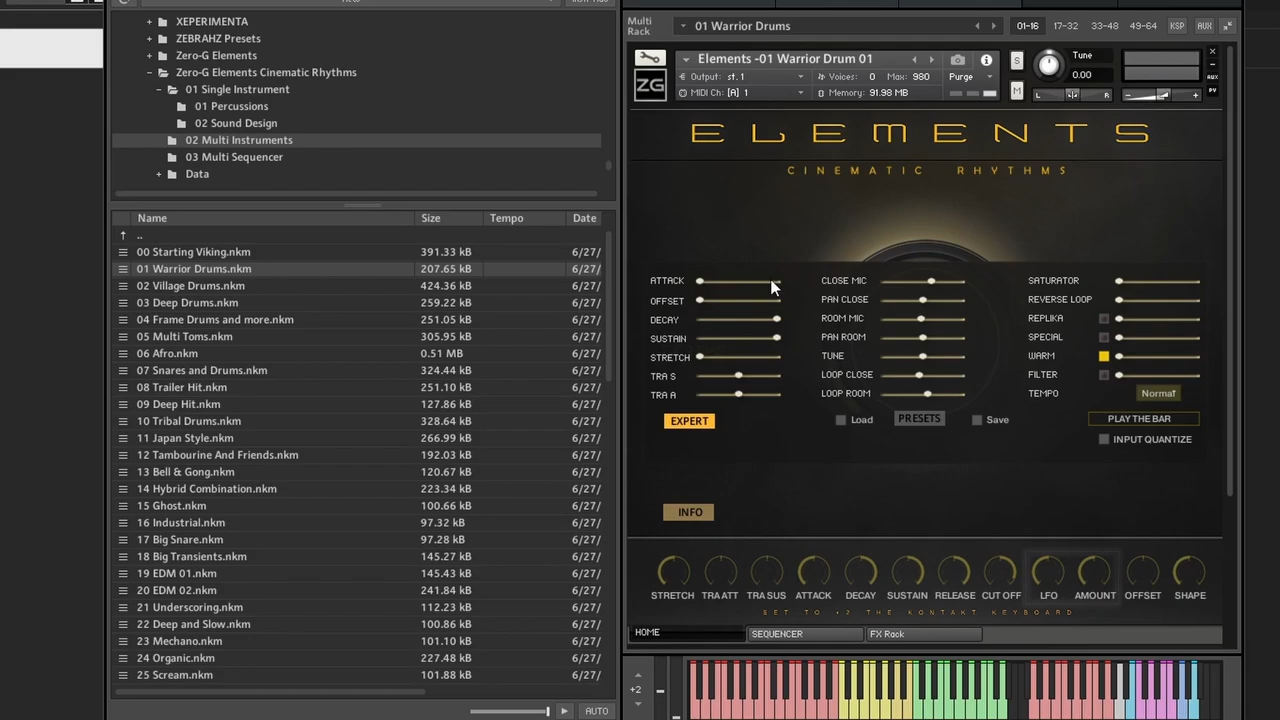 XEPERIMENTA
ZEBRAHZ Presets
Zero-G Elements
Zero-G Elements Cinematic Rhythms
01 Single Instrument
01 Percussions
02 Sound Design
02 Multi Instruments
03 Multi Sequencer
Data
Name Size Tempo Date
..
00 Starting Viking.nkm 391.33 kB 6/27/
01 Warrior Drums.nkm 207.65 kB 6/27/
02 Village Drums.nkm 424.36 kB 6/27/
03 Deep Drums.nkm 259.22 kB 6/27/
04 Frame Drums and more.nkm 251.05 kB 6/27/
05 Multi Toms.nkm 305.95 kB 6/27/
06 Afro.nkm 0.51 MB 6/27/
07 Snares and Drums.nkm 324.44 kB 6/27/
08 Trailer Hit.nkm 251.10 kB 6/27/
09 Deep Hit.nkm 127.86 kB 6/27/
10 Tribal Drums.nkm 328.64 kB 6/27/
11 Japan Style.nkm 266.99 kB 6/27/
12 Tambourine And Friends.nkm 192.03 kB 6/27/
13 Bell & Gong.nkm 120.67 kB 6/27/
14 Hybrid Combination.nkm 223.34 kB 6/27/
15 Ghost.nkm 100.66 kB 6/27/
16 Industrial.nkm 97.32 kB 6/27/
17 Big Snare.nkm 97.28 kB 6/27/
18 Big Transients.nkm 145.27 kB 6/27/
19 EDM 01.nkm 145.43 kB 6/27/
20 EDM 02.nkm 241.84 kB 6/27/
21 Underscoring.nkm 112.23 kB 6/27/
22 Deep and Slow.nkm 100.86 kB 6/27/
23 Mechano.nkm 101.10 kB 6/27/
24 Organic.nkm 227.48 kB 6/27/
25 Scream.nkm 101.88 kB 6/27/
AUTO
Multi Rack
01 Warrior Drums
01-16 17-32 33-48 49-64 KSP AUX
Elements -01 Warrior Drum 01
Output: st.1 Voices: 0 Max: 980 Purge
MIDI Ch: [A] 1 Memory: 91.98 MB
ZG
S
M
Tune
0.00
L R
- +
AUX
PV
ELEMENTS
CINEMATIC RHYTHMS
ATTACK CLOSE MIC SATURATOR
OFFSET PAN CLOSE REVERSE LOOP
DECAY ROOM MIC REPLIKA
SUSTAIN PAN ROOM SPECIAL
STRETCH TUNE WARM
TRA S LOOP CLOSE FILTER
TRA A LOOP ROOM TEMPO Normal
EXPERT Load PRESETS Save PLAY THE BAR
INPUT QUANTIZE
INFO
STRETCH TRA ATT TRA SUS ATTACK DECAY SUSTAIN RELEASE CUT OFF LFO AMOUNT OFFSET SHAPE
SET TO +2 THE KONTAKT KEYBOARD
HOME SEQUENCER FX Rack
+2